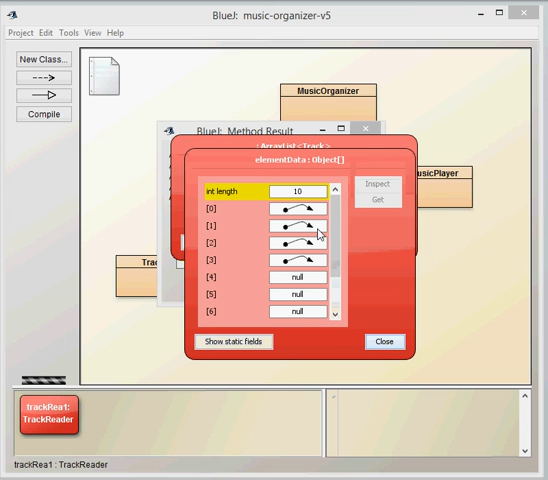 BlueJ: music-organizer-v5
Project Edit Tools View Help
New Class...
Compile
MusicOrganizer
BlueJ: Method Result
: ArrayList<Track>
elementData : Object[]
int length 10
Inspect
[0]
Get
[1]
[2]
[3]
[4] null
[5] null
[6] null
Show static fields
Close
trackRea1:
TrackReader
trackRea1 : TrackReader